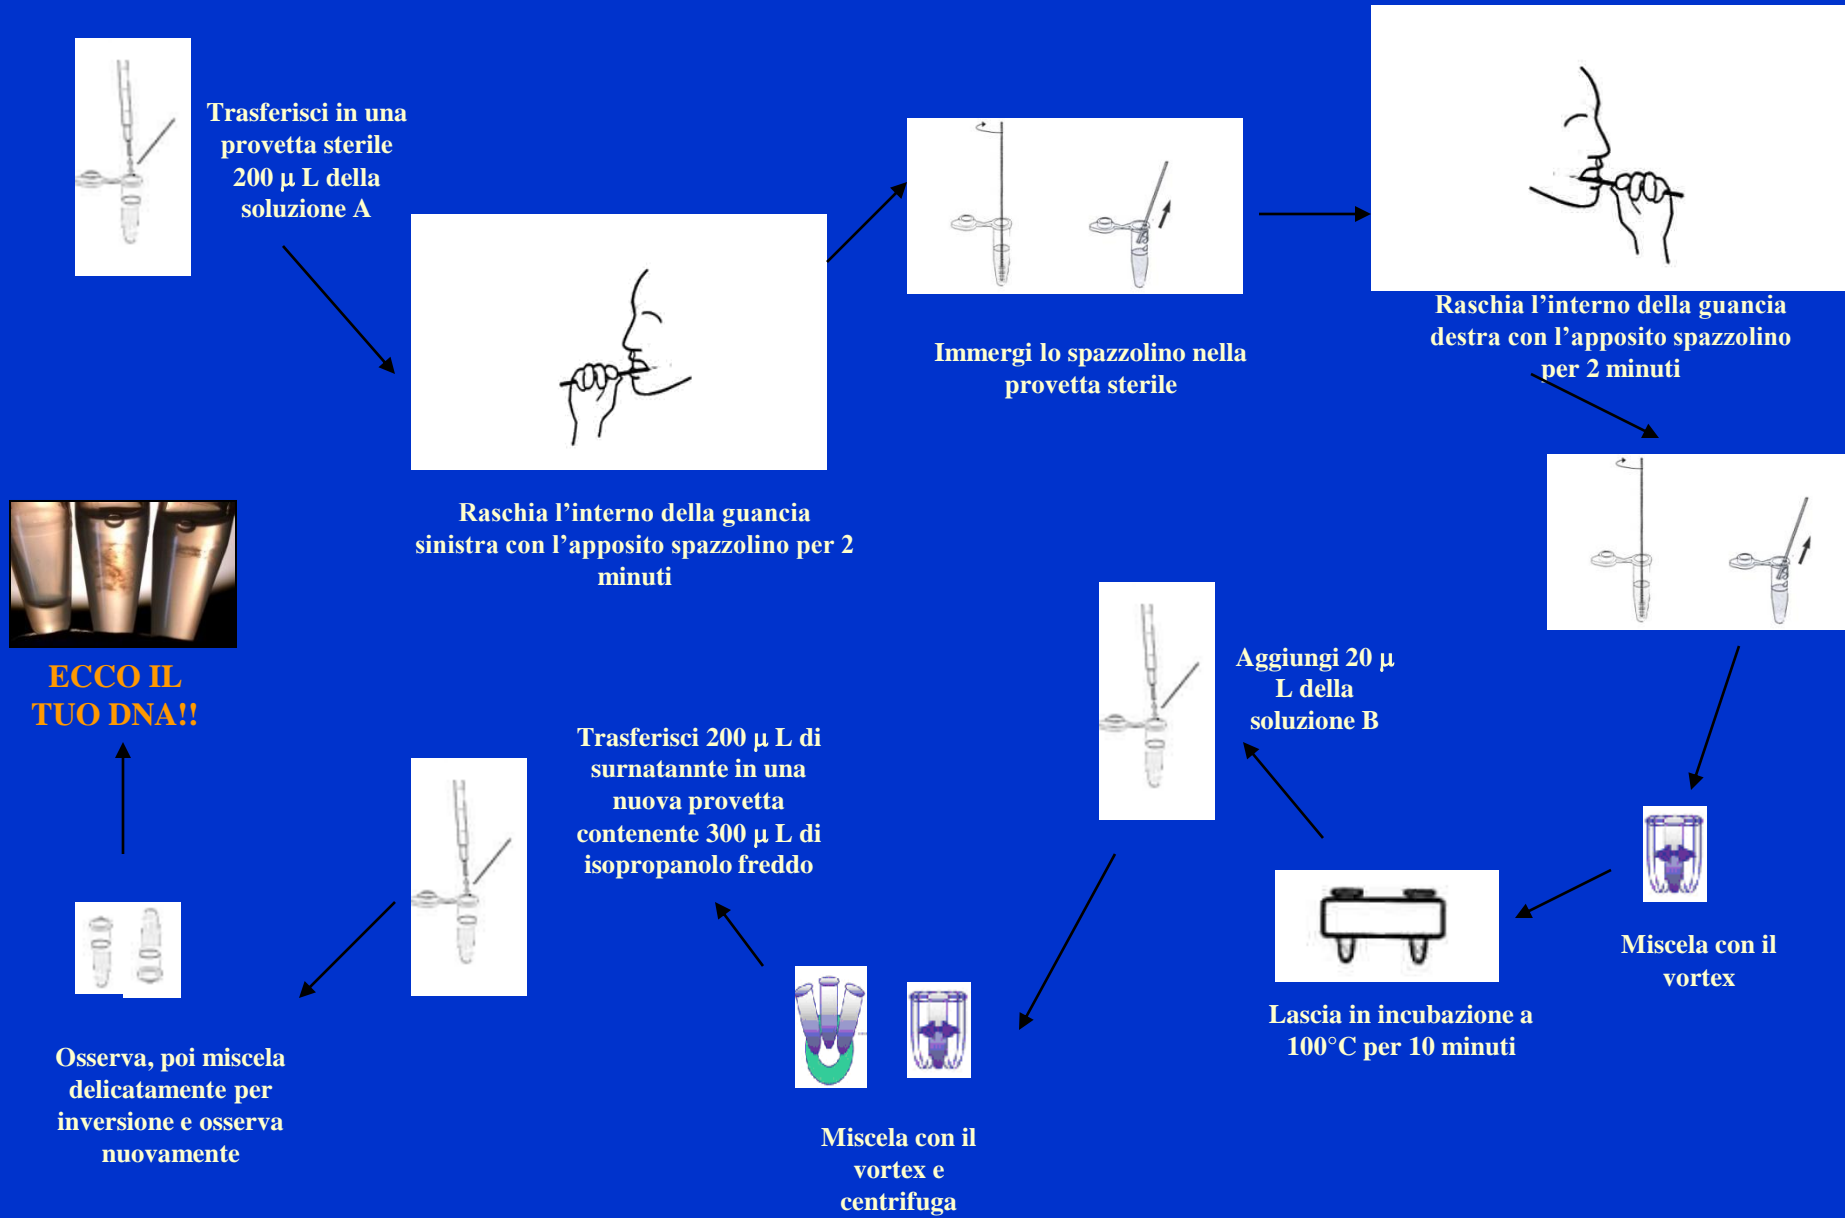 Trasferisci in una
provetta sterile
200 μ L della
soluzione A
Raschia l’interno della guancia
sinistra con l’apposito spazzolino per 2
minuti
Immergi lo spazzolino nella
provetta sterile
Raschia l’interno della guancia
destra con l’apposito spazzolino
per 2 minuti
Miscela con il
vortex
Lascia in incubazione a
100°C per 10 minuti
Aggiungi 20 μ
L della
soluzione B
Miscela con il
vortex e
centrifuga
Trasferisci 200 μ L di
surnatannte in una
nuova provetta
contenente 300 μ L di
isopropanolo freddo
Osserva, poi miscela
delicatamente per
inversione e osserva
nuovamente
ECCO IL
TUO DNA!!